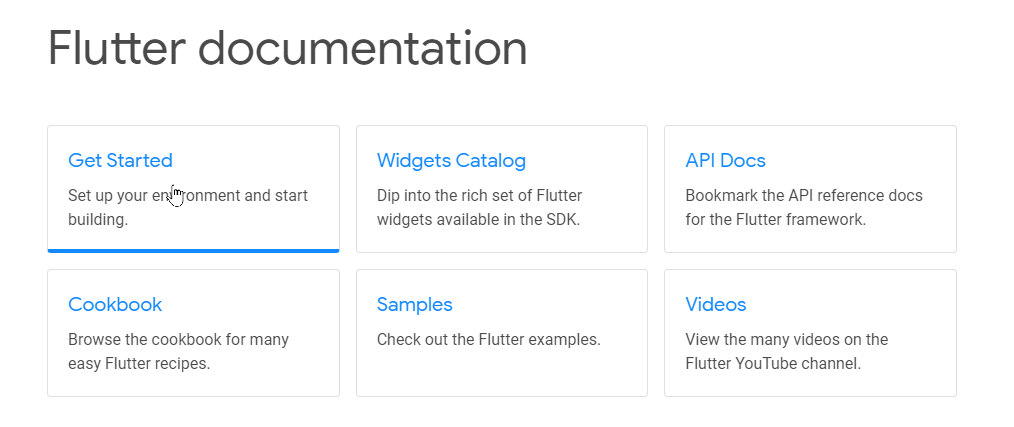 Flutter documentation
Get Started
Set up your environment and start
building.
Widgets Catalog
Dip into the rich set of Flutter
widgets available in the SDK.
API Docs
Bookmark the API reference docs
for the Flutter framework.
Cookbook
Browse the cookbook for many
easy Flutter recipes.
Samples
Check out the Flutter examples.
Videos
View the many videos on the
Flutter YouTube channel.